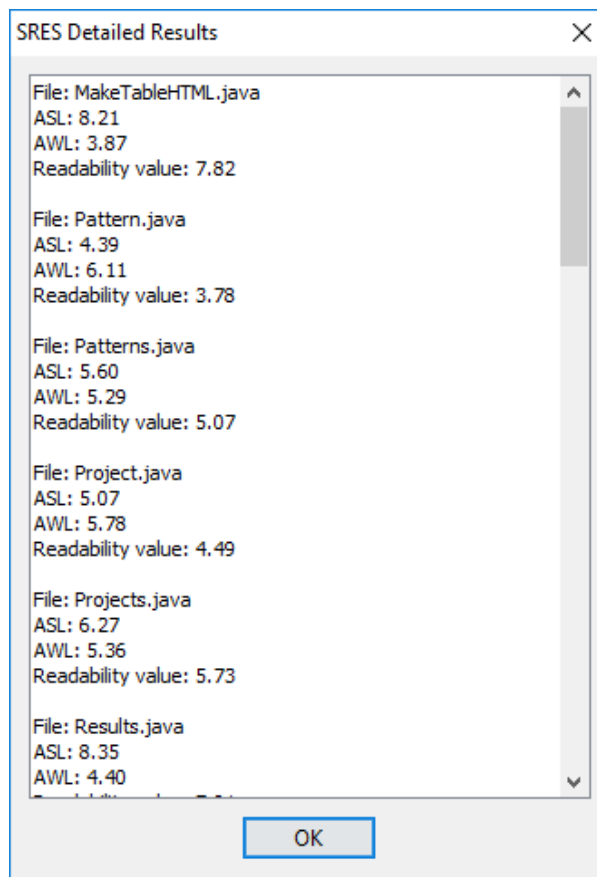 SRES Detailed Results
File: MakeTableHTML.java
ASL: 8.21
AWL: 3.87
Readability value: 7.82
File: Pattern.java
ASL: 4.39
AWL: 6.11
Readability value: 3.78
File: Patterns.java
ASL: 5.60
AWL: 5.29
Readability value: 5.07
File: Project.java
ASL: 5.07
AWL: 5.78
Readability value: 4.49
File: Projects.java
ASL: 6.27
AWL: 5.36
Readability value: 5.73
File: Results.java
ASL: 8.35
AWL: 4.40
OK